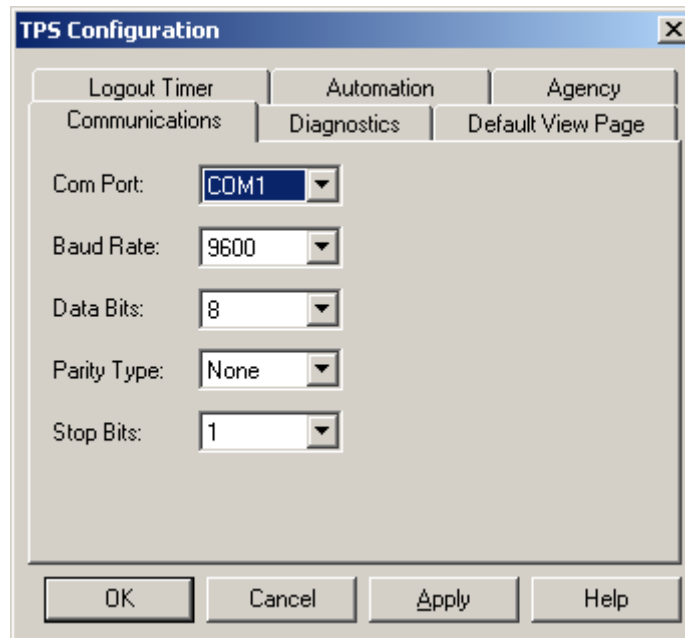 TPS Configuration
Logout Timer Automation Agency
Communications Diagnostics Default View Page
Com Port: COM1
Baud Rate: 9600
Data Bits: 8
Parity Type: None
Stop Bits: 1
OK Cancel Apply Help